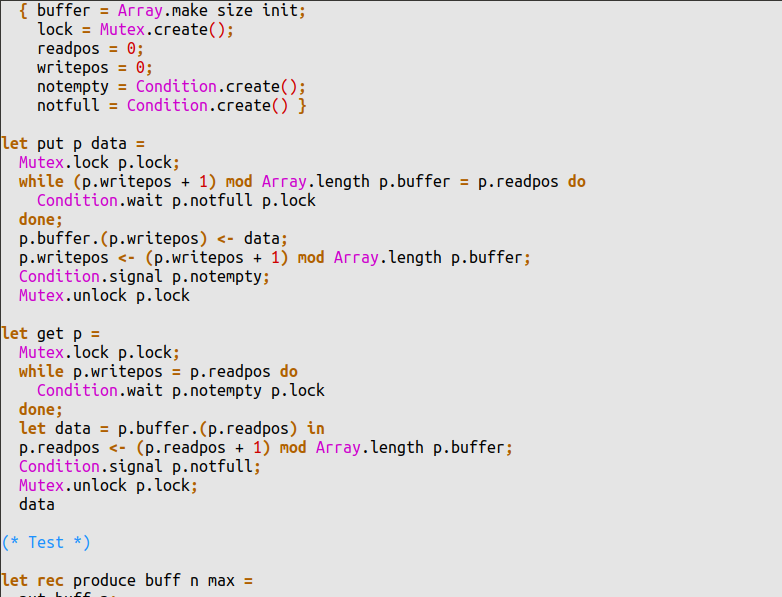 { buffer = Array.make size init;
lock = Mutex.create();
readpos = 0;
writepos = 0;
notempty = Condition.create();
notfull = Condition.create() }
let put p data =
Mutex.lock p.lock;
while (p.writepos + 1) mod Array.length p.buffer = p.readpos do
Condition.wait p.notfull p.lock
done;
p.buffer.(p.writepos) <- data;
p.writepos <- (p.writepos + 1) mod Array.length p.buffer;
Condition.signal p.notempty;
Mutex.unlock p.lock
let get p =
Mutex.lock p.lock;
while p.writepos = p.readpos do
Condition.wait p.notempty p.lock
done;
let data = p.buffer.(p.readpos) in
p.readpos <- (p.readpos + 1) mod Array.length p.buffer;
Condition.signal p.notfull;
Mutex.unlock p.lock;
data
(* Test *)
let rec produce buff n max =